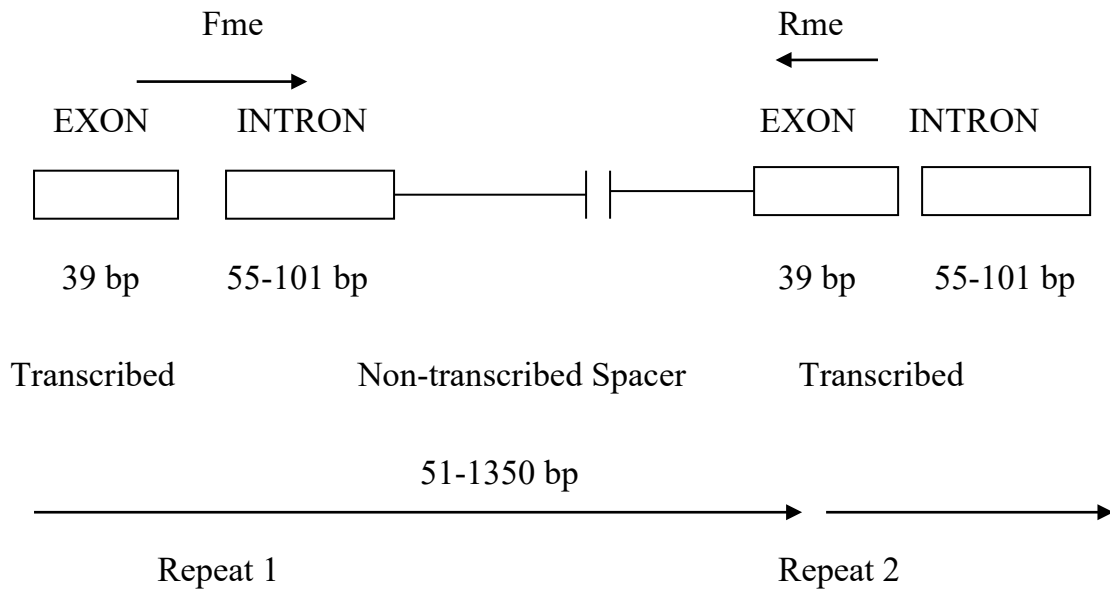 Fme Rme
EXON INTRON EXON INTRON
39 bp 55-101 bp 39 bp 55-101 bp
Transcribed Non-transcribed Spacer Transcribed
51-1350 bp
Repeat 1 Repeat 2